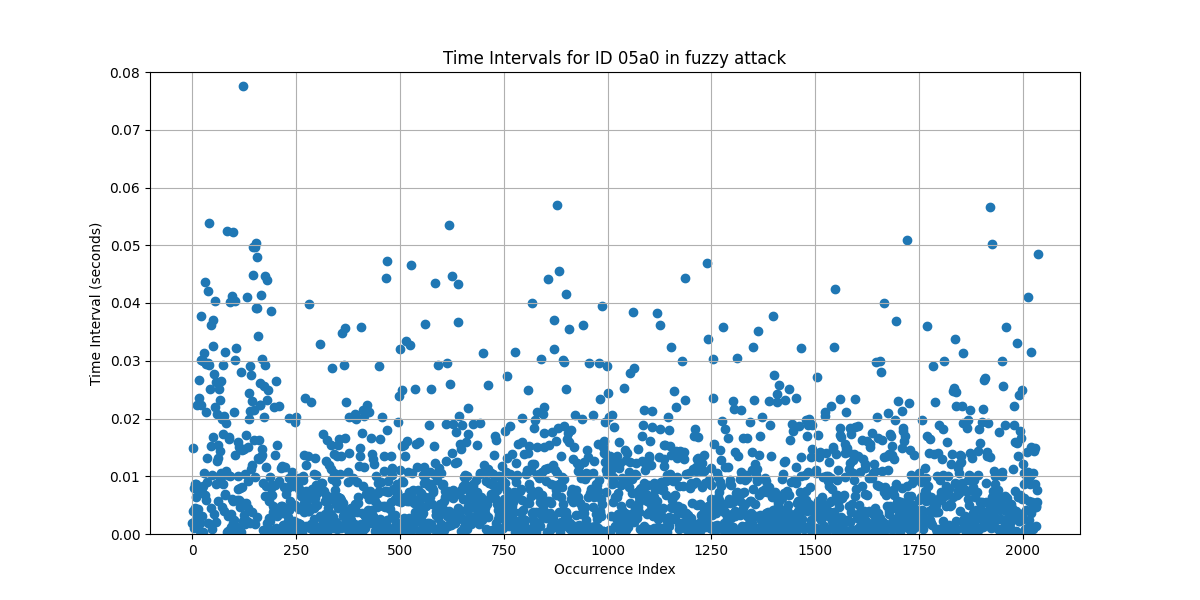 Time Intervals for ID 05a0 in fuzzy attack
0.08
0.07
0.06
0.05
0.04
0.03
0.02
0.01
0.00
Time Interval (seconds)
0 250 500 750 1000 1250 1500 1750 2000
Occurrence Index